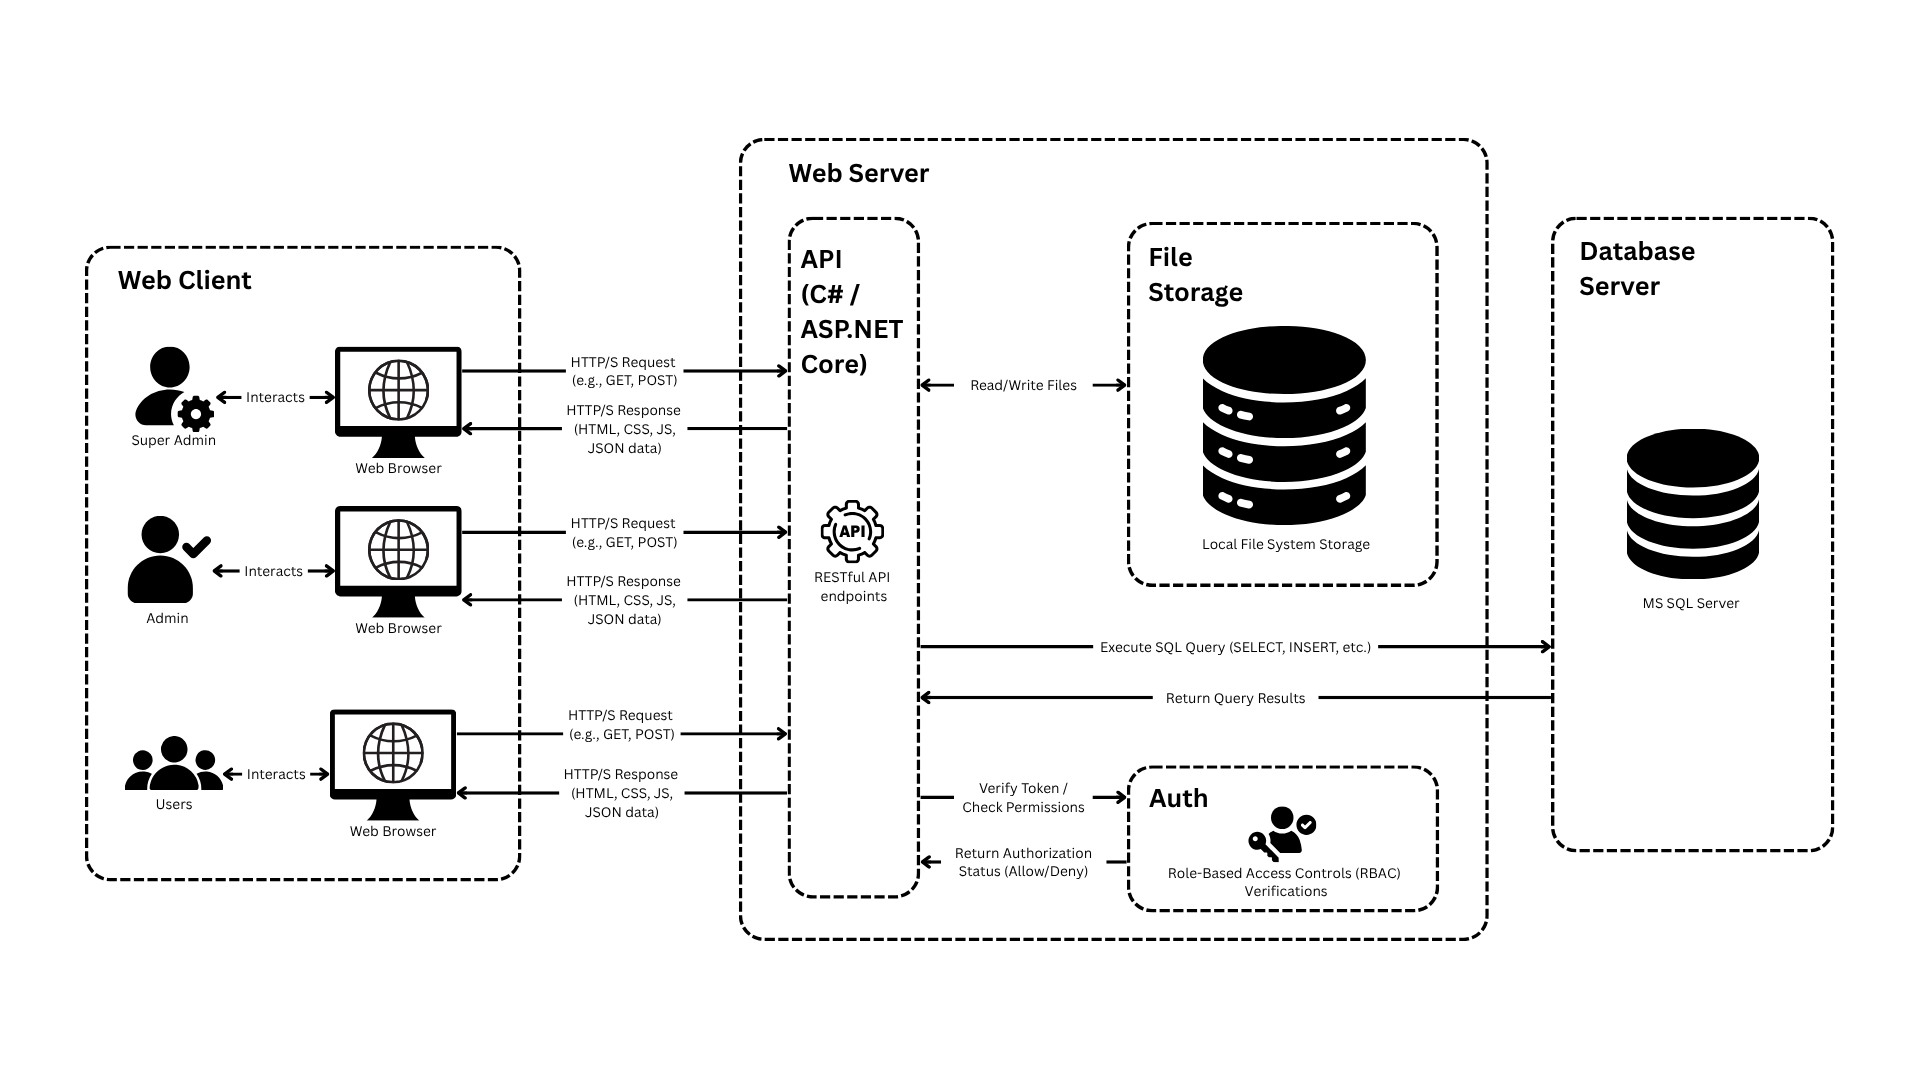 Web Server
API
(C# /
ASP.NET
Core)
File
Storage
Database
Server
Web Client
HTTP/S Request
(e.g., GET, POST)
Interacts
Read/Write Files
HTTP/S Response
(HTML, CSS, JS,
JSON data)
Super Admin
Web Browser
HTTP/S Request
(e.g., GET, POST)
API
Local File System Storage
Interacts
HTTP/S Response
(HTML, CSS, JS,
JSON data)
RESTful API
endpoints
MS SQL Server
Admin
Web Browser
Execute SQL Query (SELECT, INSERT, etc.)
Return Query Results
HTTP/S Request
(e.g., GET, POST)
Interacts
HTTP/S Response
(HTML, CSS, JS,
JSON data)
Users
Web Browser
Verify Token /
Check Permissions
Auth
Return Authorization
Status (Allow/Deny)
Role-Based Access Controls (RBAC)
Verifications